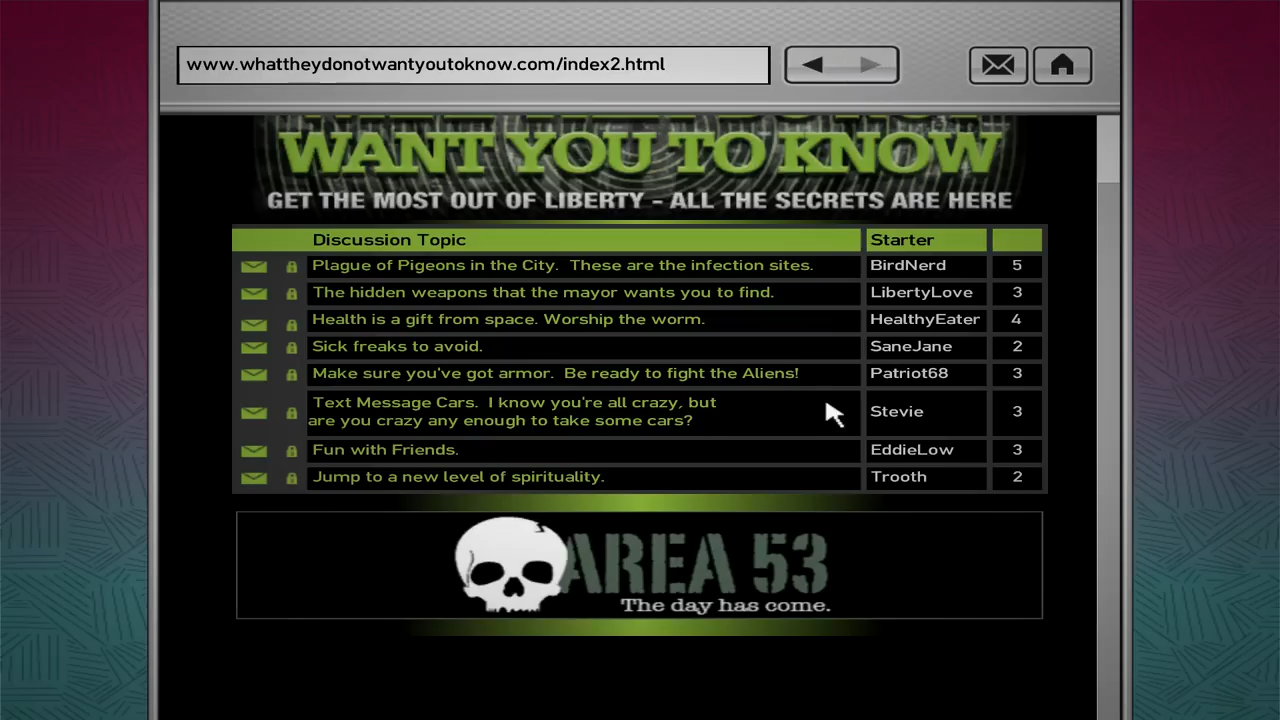 www.whattheydonotwantyoutoknow.com/index2.html
WANT YOU TO KNOW
GET THE MOST OUT OF LIBERTY - ALL THE SECRETS ARE HERE
Discussion Topic Starter
Plague of Pigeons in the City. These are the infection sites. BirdNerd 5
The hidden weapons that the mayor wants you to find. LibertyLove 3
Health is a gift from space. Worship the worm. HealthyEater 4
Sick freaks to avoid. SaneJane 2
Make sure you've got armor. Be ready to fight the Aliens! Patriot68 3
Text Message Cars. I know you're all crazy, but
are you crazy any enough to take some cars? Stevie 3
Fun with Friends. EddieLow 3
Jump to a new level of spirituality. Trooth 2
AREA 53
The day has come.